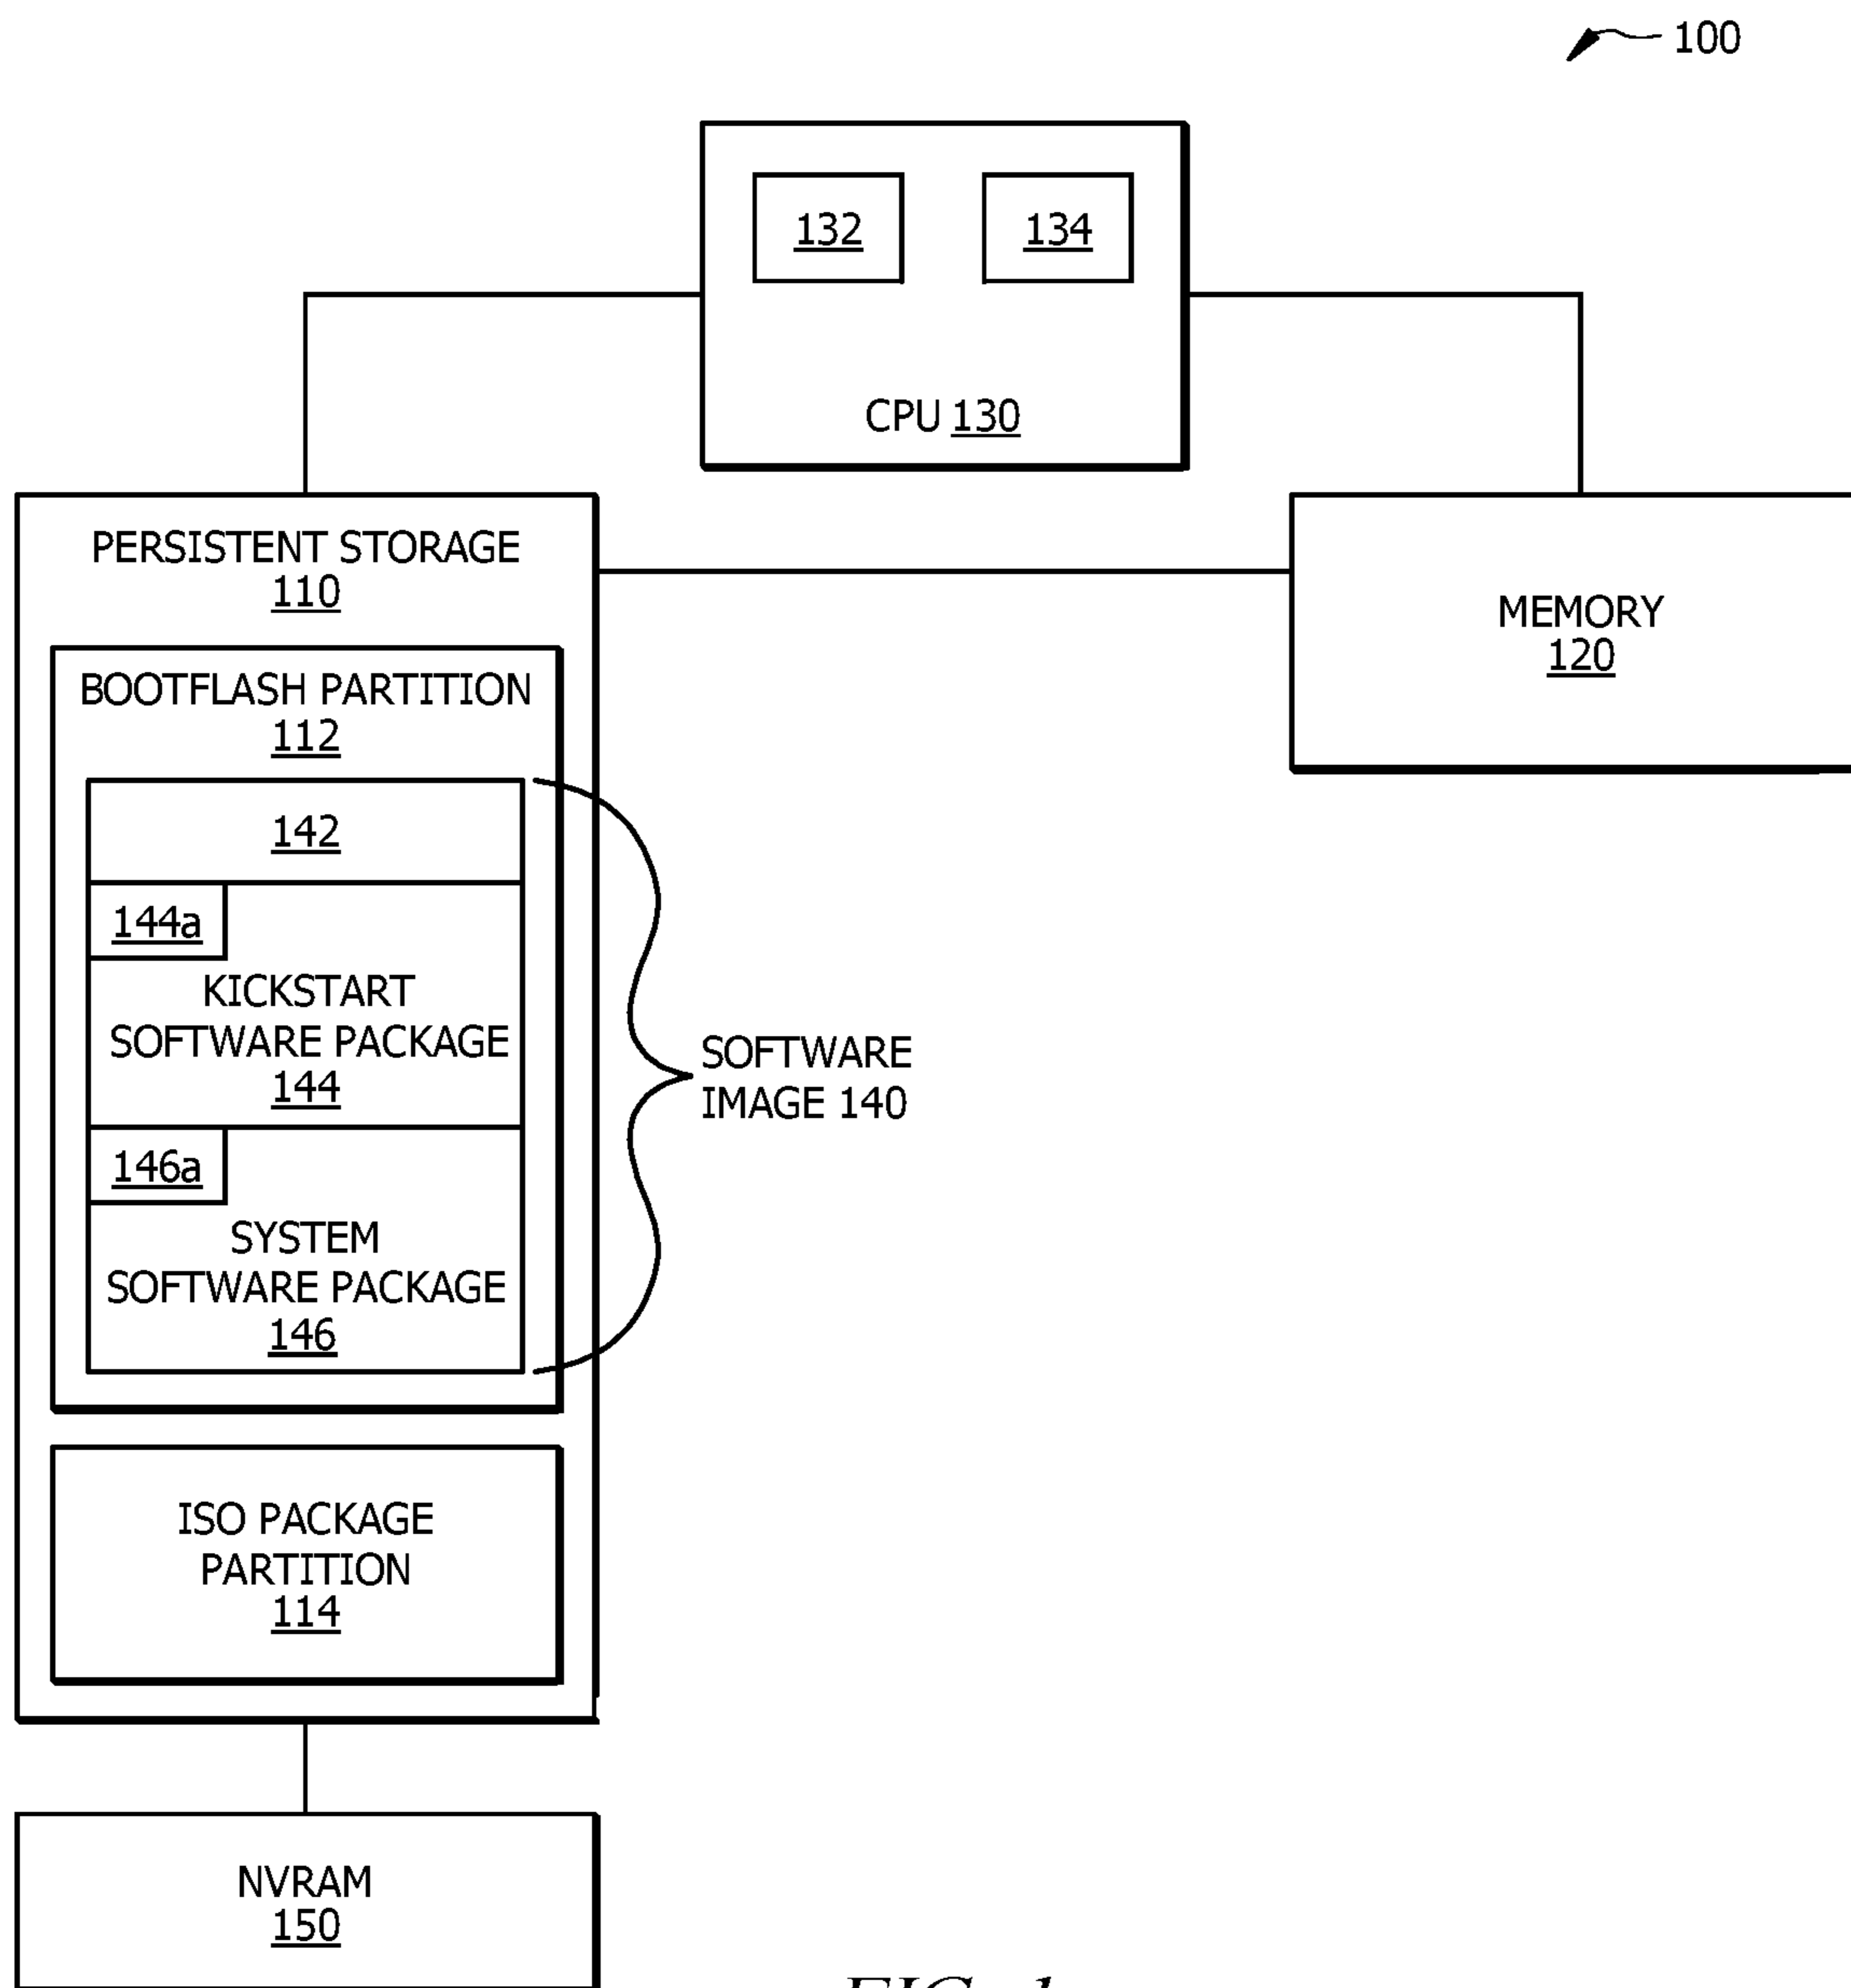 100
132
134
CPU 130
PERSISTENT STORAGE
110
MEMORY
120
BOOTFLASH PARTITION
112
142
144a
KICKSTART
SOFTWARE PACKAGE
144
SOFTWARE
IMAGE 140
146a
SYSTEM
SOFTWARE PACKAGE
146
ISO PACKAGE
PARTITION
114
NVRAM
150